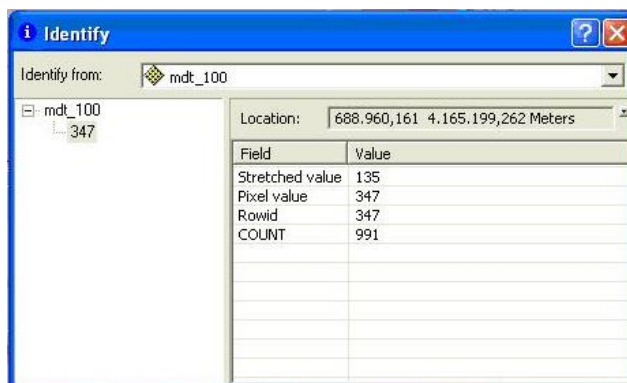 Identify
Identify from: mdt_100
mdt_100
347
Location: 688.960,161 4.165.199,262 Meters
Field Value
Stretched value 135
Pixel value 347
Rowid 347
COUNT 991